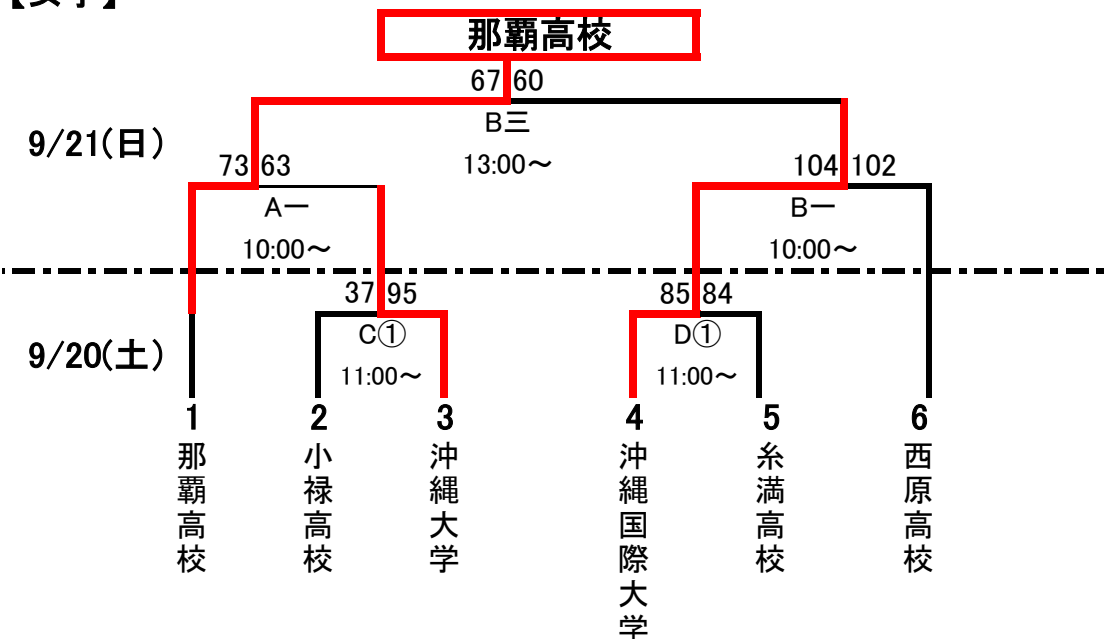 那覇高校
67 60
B三
13:00～
9/21(日)
73 63
A一
10:00～
104 102
B一
10:00～
37 95
C①
11:00～
85 84
D①
11:00～
9/20(土)
1
那覇高校
2
小禄高校
3
沖縄大学
4
沖縄国際大学
5
糸満高校
6
西原高校